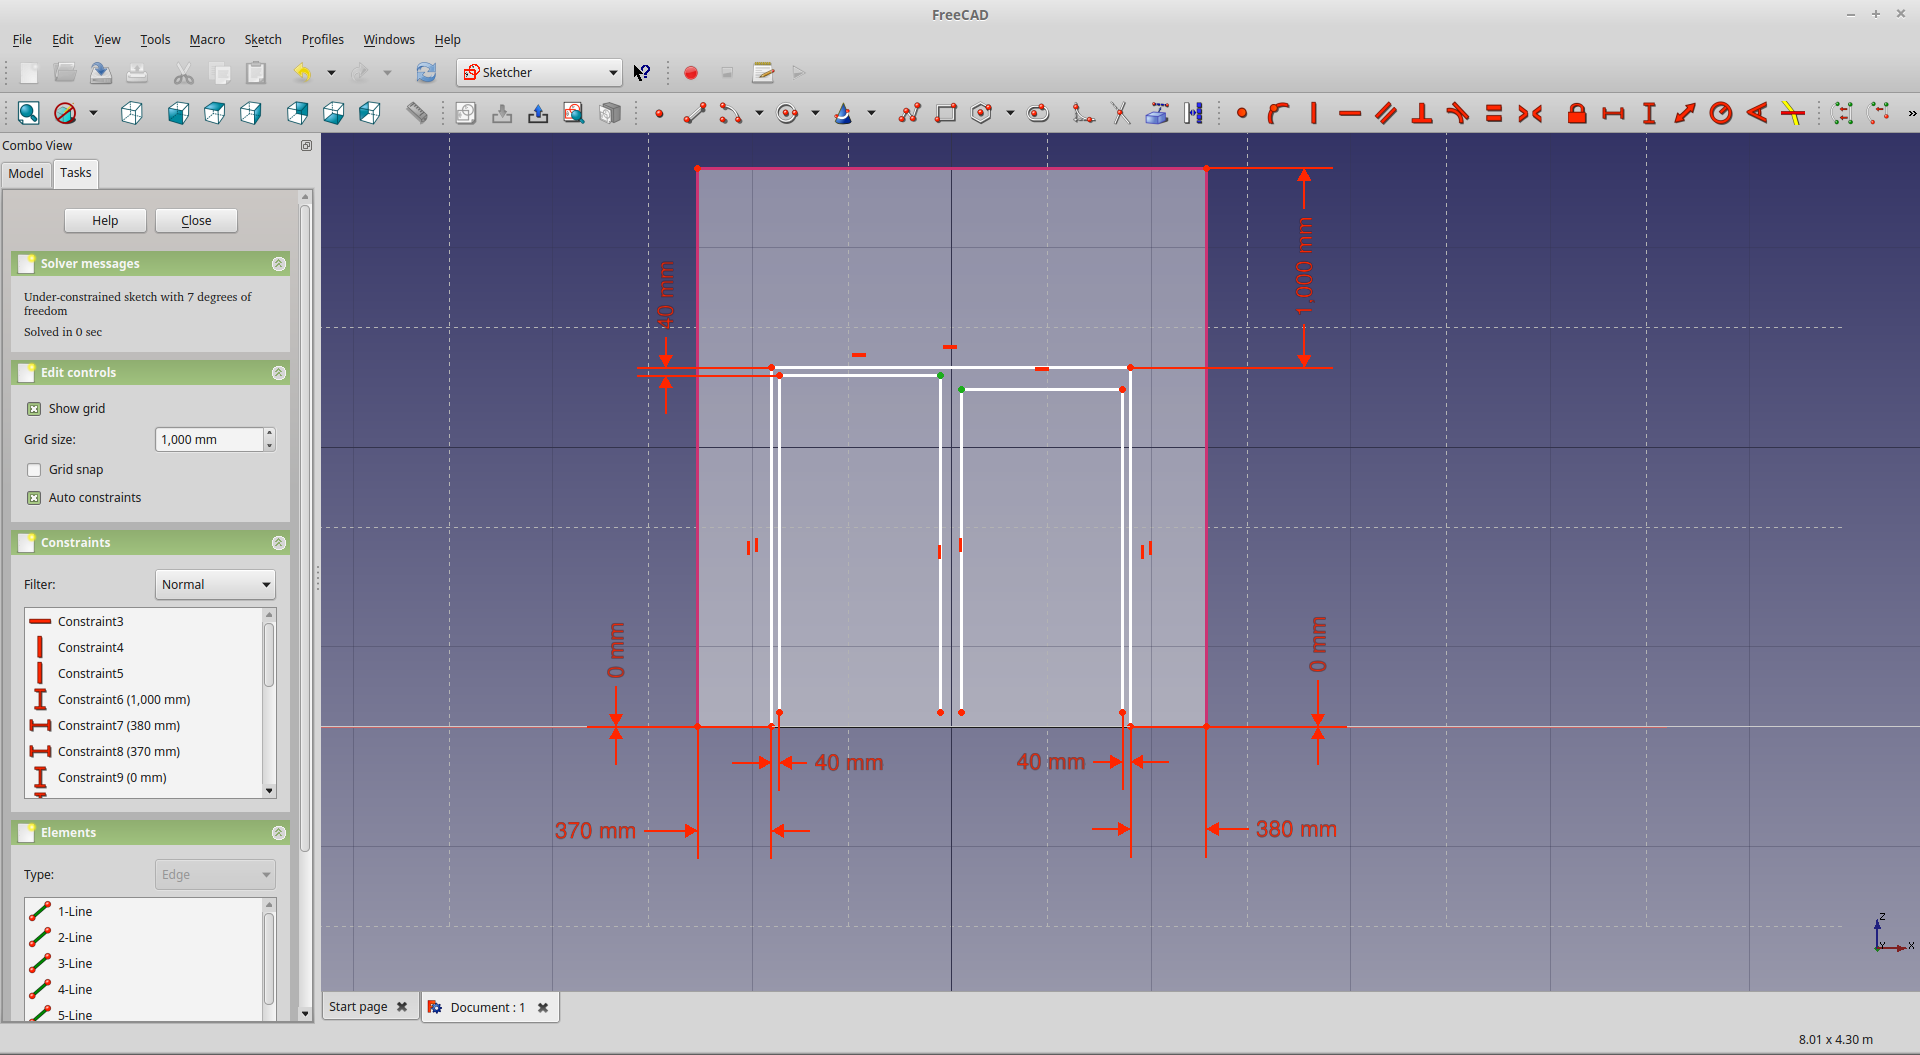 FreeCAD
File Edit View Tools Macro Sketch Profiles Windows Help
Sketcher
Combo View
Model Tasks
Help Close
Solver messages
Under-constrained sketch with 7 degrees of
freedom
Solved in 0 sec
Edit controls
Show grid
Grid size: 1,000 mm
Grid snap
Auto constraints
Constraints
Filter: Normal
Constraint3
Constraint4
Constraint5
Constraint6 (1,000 mm)
Constraint7 (380 mm)
Constraint8 (370 mm)
Constraint9 (0 mm)
Elements
Type: Edge
1-Line
2-Line
3-Line
4-Line
5-Line
40 mm
1,000 mm
0 mm
0 mm
40 mm
40 mm
370 mm
380 mm
Z
Y
X
Start page
Document : 1
8.01 x 4.30 m